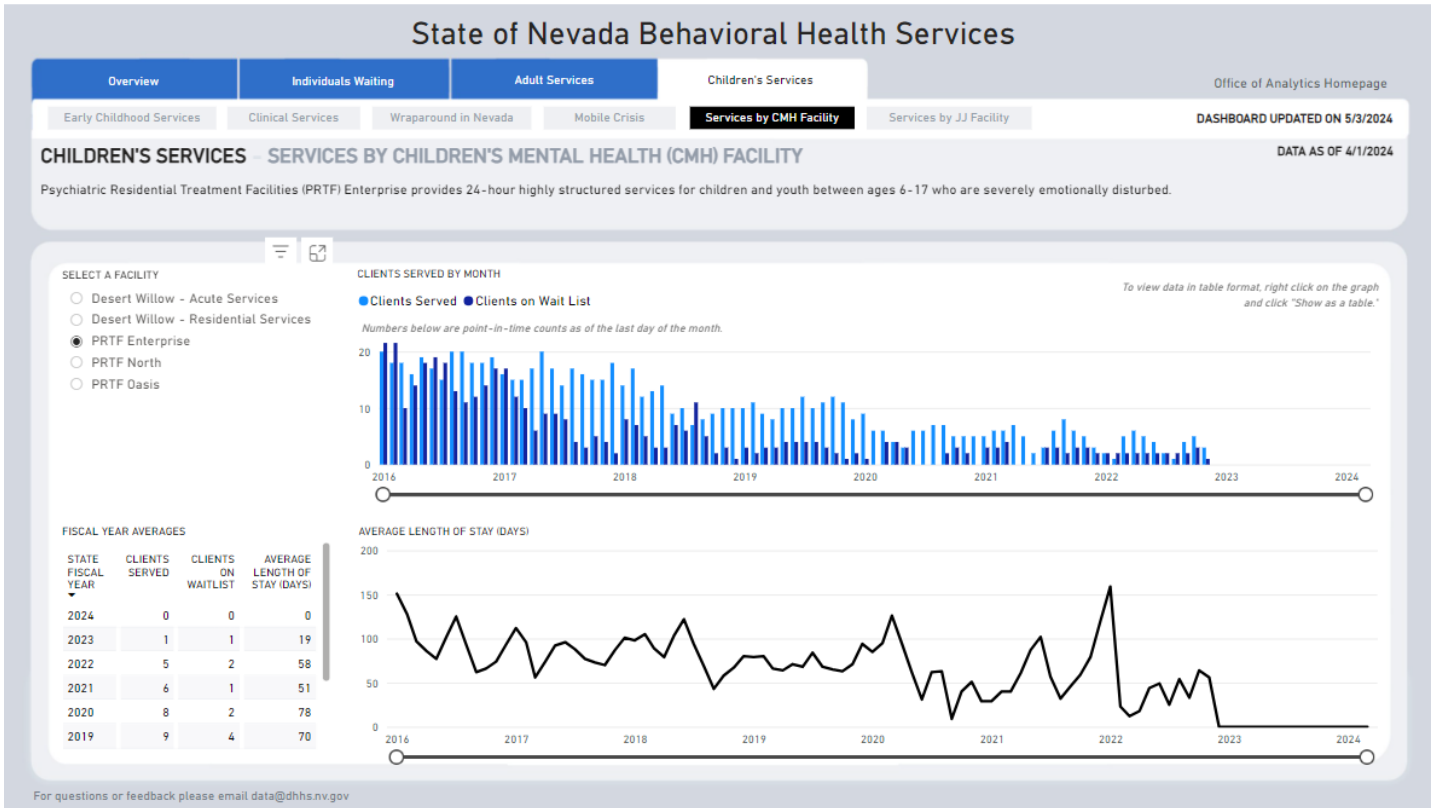 State of Nevada Behavioral Health Services
Overview
Individuals Waiting
Adult Services
Children's Services
Office of Analytics Homepage
Early Childhood Services
Clinical Services
Wraparound in Nevada
Mobile Crisis
Services by CMH Facility
Services by JJ Facility
DASHBOARD UPDATED ON 5/3/2024
CHILDREN'S SERVICES - SERVICES BY CHILDREN'S MENTAL HEALTH (CMH) FACILITY
DATA AS OF 4/1/2024
Psychiatric Residential Treatment Facilities (PRTF) Enterprise provides 24-hour highly structured services for children and youth between ages 6-17 who are severely emotionally disturbed.
SELECT A FACILITY
Desert Willow - Acute Services
Desert Willow - Residential Services
PRTF Enterprise
PRTF North
PRTF Oasis
CLIENTS SERVED BY MONTH
Clients Served Clients on Wait List
To view data in table format, right click on the graph
and click "Show as a table."
Numbers below are point-in-time counts as of the last day of the month.
20
10
0
2016 2017 2018 2019 2020 2021 2022 2023 2024
FISCAL YEAR AVERAGES
STATE FISCAL YEAR
CLIENTS SERVED
CLIENTS ON WAITLIST
AVERAGE LENGTH OF STAY (DAYS)
2024 0 0 0
2023 1 1 19
2022 5 2 58
2021 6 1 51
2020 8 2 78
2019 9 4 70
AVERAGE LENGTH OF STAY (DAYS)
200
150
100
50
0
2016 2017 2018 2019 2020 2021 2022 2023 2024
For questions or feedback please email data@dhhs.nv.gov